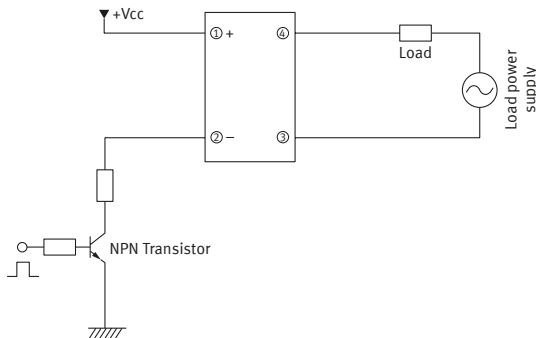 +Vcc
① +
④
Load
Load power
supply
② −
③
NPN Transistor